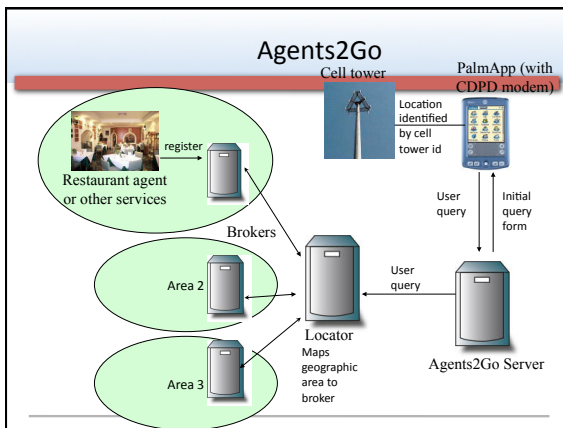 Agents2Go
Cell tower
PalmApp (with
CDPD modem)
Location
identified
by cell
tower id
register
Restaurant agent
or other services
Brokers
User
query
Initial
query
form
Area 2
User
query
Locator
Maps
geographic
area to
broker
Agents2Go Server
Area 3